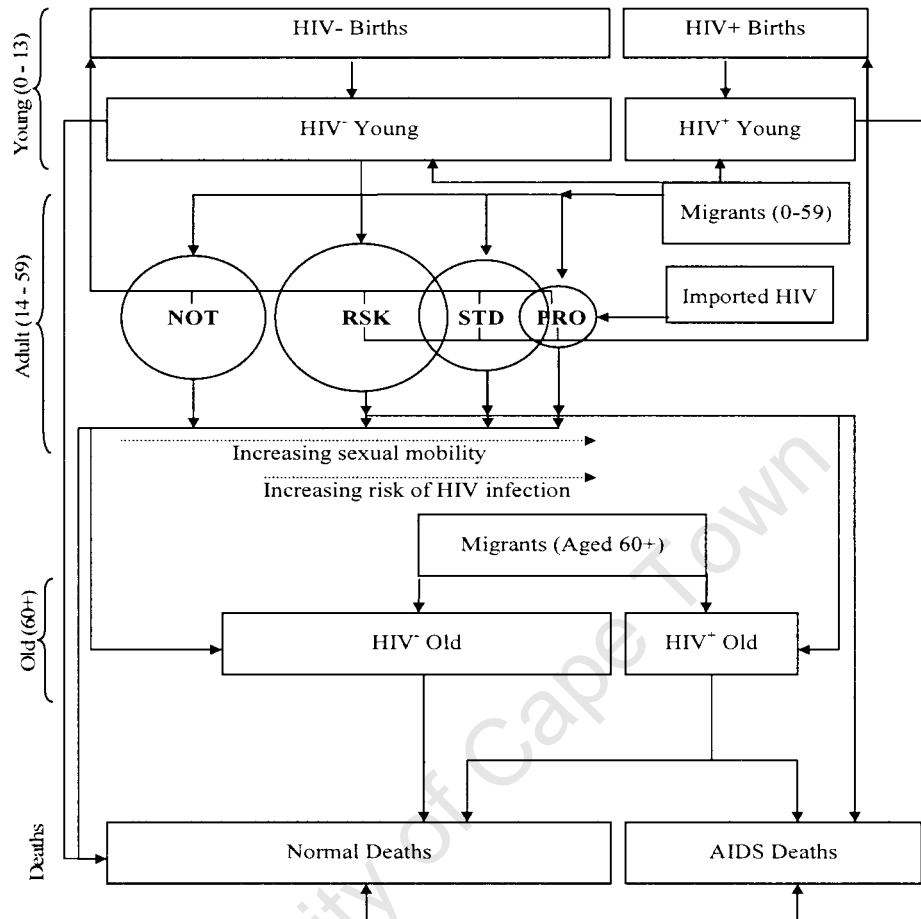 HIV- Births
HIV+ Births
Young (0 - 13)
HIV⁻ Young
HIV⁺ Young
Migrants (0-59)
Adult (14 - 59)
NOT
RSK
STD
PRO
Imported HIV
Increasing sexual mobility
Increasing risk of HIV infection
Migrants (Aged 60+)
Old (60+)
HIV⁻ Old
HIV⁺ Old
Deaths
Normal Deaths
AIDS Deaths
ity of Cape Town